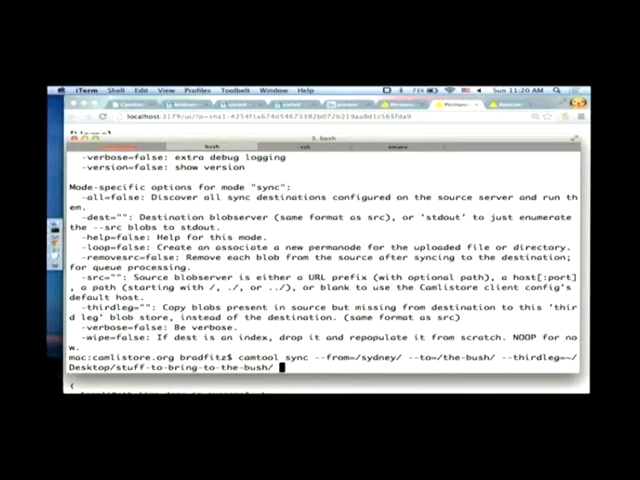 iTerm Shell Edit View Profiles Toolbelt Window Help
Sun 11:20 AM
3. bash
bash
ssh
emacs
-verbose=false: extra debug logging
-version=false: show version
Mode-specific options for mode "sync":
-all=false: Discover all sync destinations configured on the source server and run th
em.
-dest="": Destination blobserver (same format as src), or 'stdout' to just enumerate
the --src blobs to stdout.
-help=false: Help for this mode.
-loop=false: Create an associate a new permanode for the uploaded file or directory.
-removesrc=false: Remove each blob from the source after syncing to the destination;
for queue processing.
-src="": Source blobserver is either a URL prefix (with optional path), a host[:port]
, a path (starting with /, ./, or ../), or blank to use the Camlistore client config's
default host.
-thirdleg="": Copy blobs present in source but missing from destination to this 'thir
d leg' blob store, instead of the destination. (same format as src)
-verbose=false: Be verbose.
-wipe=false: If dest is an index, drop it and repopulate it from scratch. NOOP for no
w.
mac:camlistore.org bradfitz$ camtool sync --from=/sydney/ --to=/the-bush/ --thirdleg=~/
Desktop/stuff-to-bring-to-the-bush/
{